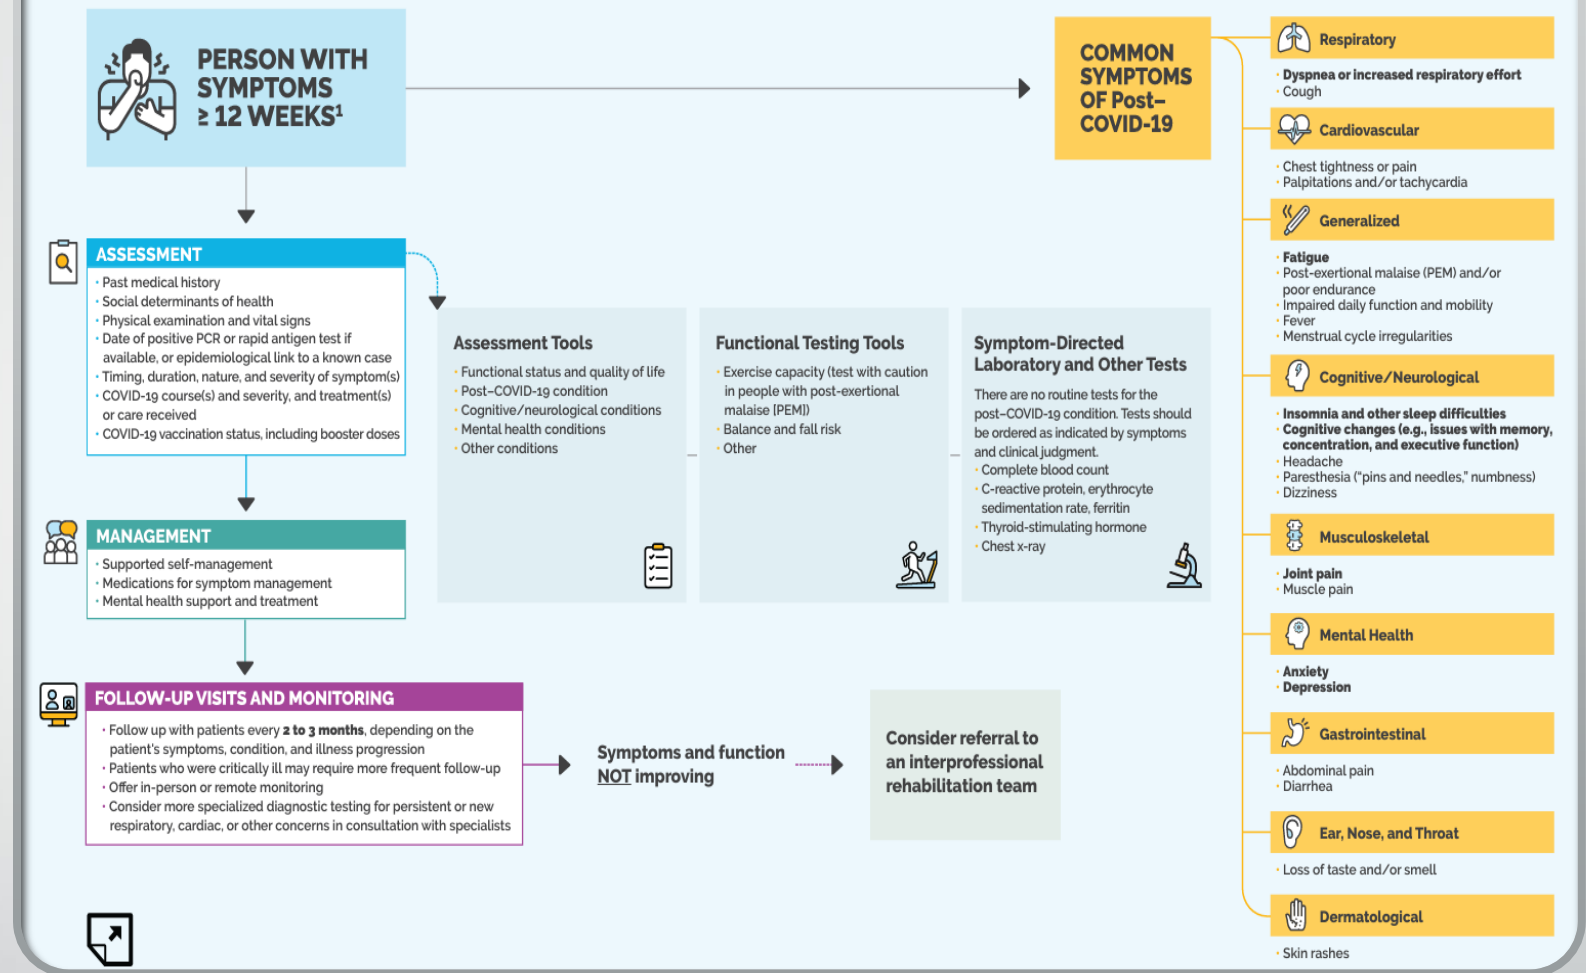 PERSON WITH
SYMPTOMS
≥ 12 WEEKS¹
COMMON
SYMPTOMS
OF Post–
COVID-19
ASSESSMENT
· Past medical history
· Social determinants of health
· Physical examination and vital signs
· Date of positive PCR or rapid antigen test if
available, or epidemiological link to a known case
· Timing, duration, nature, and severity of symptom(s)
· COVID-19 course(s) and severity, and treatment(s)
or care received
· COVID-19 vaccination status, including booster doses
Assessment Tools
· Functional status and quality of life
· Post–COVID-19 condition
· Cognitive/neurological conditions
· Mental health conditions
· Other conditions
Functional Testing Tools
· Exercise capacity (test with caution
in people with post-exertional
malaise [PEM])
· Balance and fall risk
· Other
Symptom-Directed
Laboratory and Other Tests
There are no routine tests for the
post–COVID-19 condition. Tests should
be ordered as indicated by symptoms
and clinical judgment.
· Complete blood count
· C-reactive protein, erythrocyte
sedimentation rate, ferritin
· Thyroid-stimulating hormone
· Chest x-ray
MANAGEMENT
· Supported self-management
· Medications for symptom management
· Mental health support and treatment
FOLLOW-UP VISITS AND MONITORING
· Follow up with patients every 2 to 3 months, depending on the
patient's symptoms, condition, and illness progression
· Patients who were critically ill may require more frequent follow-up
· Offer in-person or remote monitoring
· Consider more specialized diagnostic testing for persistent or new
respiratory, cardiac, or other concerns in consultation with specialists
Symptoms and function
NOT improving
Consider referral to
an interprofessional
rehabilitation team
Respiratory
· Dyspnea or increased respiratory effort
· Cough
Cardiovascular
· Chest tightness or pain
· Palpitations and/or tachycardia
Generalized
· Fatigue
· Post-exertional malaise (PEM) and/or
poor endurance
· Impaired daily function and mobility
· Fever
· Menstrual cycle irregularities
Cognitive/Neurological
· Insomnia and other sleep difficulties
· Cognitive changes (e.g., issues with memory,
concentration, and executive function)
· Headache
· Paresthesia ("pins and needles," numbness)
· Dizziness
Musculoskeletal
· Joint pain
· Muscle pain
Mental Health
· Anxiety
· Depression
Gastrointestinal
· Abdominal pain
· Diarrhea
Ear, Nose, and Throat
· Loss of taste and/or smell
Dermatological
· Skin rashes